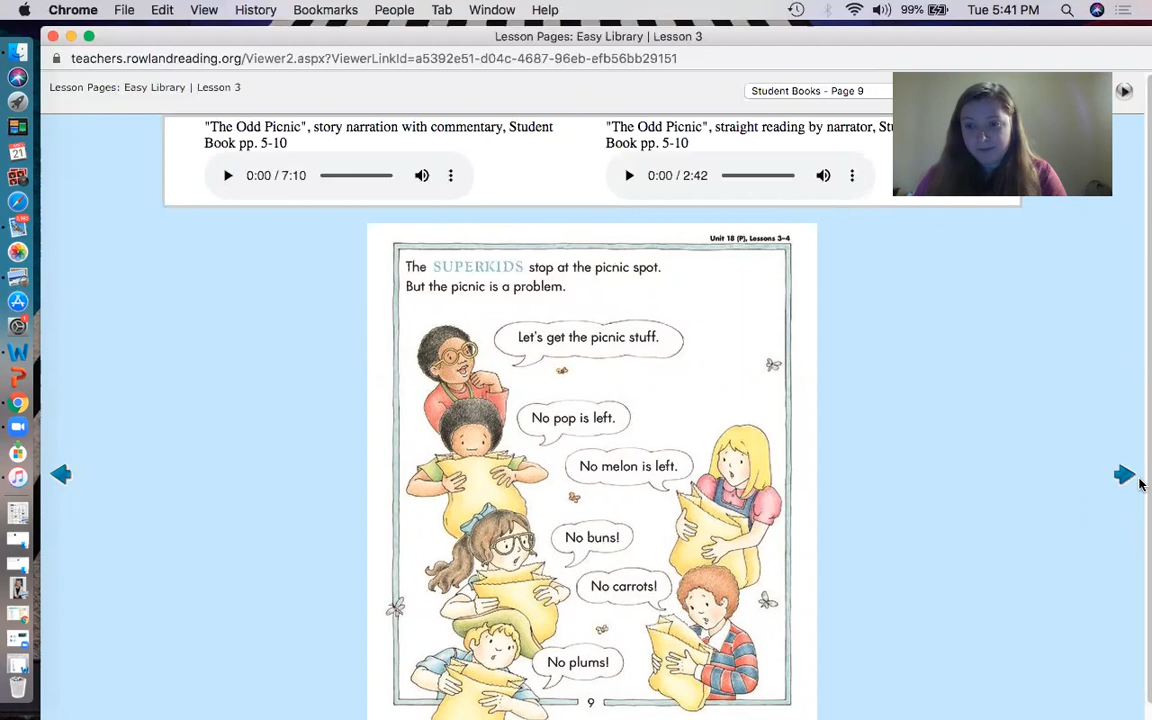 Chrome File Edit View History Bookmarks People Tab Window Help 99% Tue 5:41 PM
Lesson Pages: Easy Library | Lesson 3
teachers.rowlandreading.org/Viewer2.aspx?ViewerLinkId=a5392e51-d04c-4687-96eb-efb56bb29151
Lesson Pages: Easy Library | Lesson 3
Student Books - Page 9
"The Odd Picnic", story narration with commentary, Student
Book pp. 5-10
0:00 / 7:10
"The Odd Picnic", straight reading by narrator, Stu
Book pp. 5-10
0:00 / 2:42
Unit 18 (P), Lessons 3–4
The SUPERKIDS stop at the picnic spot.
But the picnic is a problem.
Let's get the picnic stuff.
No pop is left.
No melon is left.
No buns!
No carrots!
No plums!
9